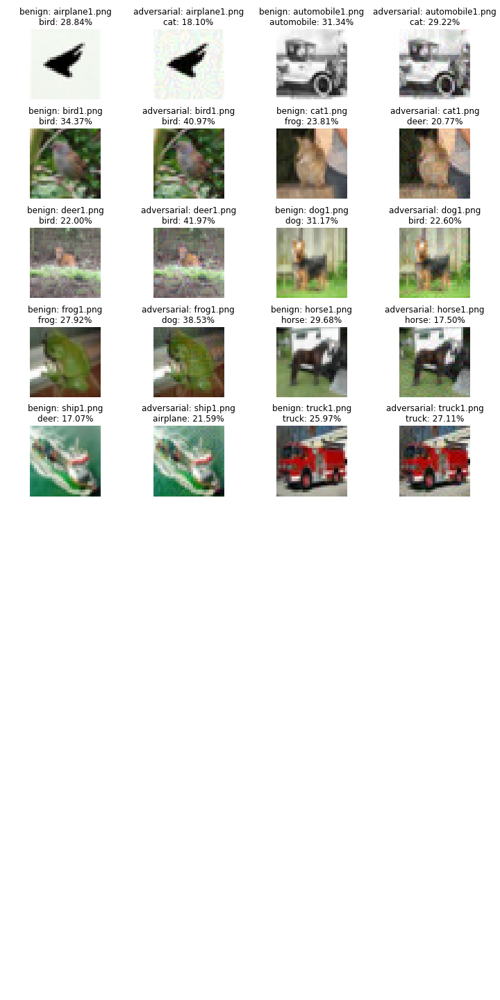 benign: airplane1.png
bird: 28.84%
adversarial: airplane1.png
cat: 18.10%
benign: automobile1.png
automobile: 31.34%
adversarial: automobile1.png
cat: 29.22%
benign: bird1.png
bird: 34.37%
adversarial: bird1.png
bird: 40.97%
benign: cat1.png
frog: 23.81%
adversarial: cat1.png
deer: 20.77%
benign: deer1.png
bird: 22.00%
adversarial: deer1.png
bird: 41.97%
benign: dog1.png
dog: 31.17%
adversarial: dog1.png
bird: 22.60%
benign: frog1.png
frog: 27.92%
adversarial: frog1.png
dog: 38.53%
benign: horse1.png
horse: 29.68%
adversarial: horse1.png
horse: 17.50%
benign: ship1.png
deer: 17.07%
adversarial: ship1.png
airplane: 21.59%
benign: truck1.png
truck: 25.97%
adversarial: truck1.png
truck: 27.11%